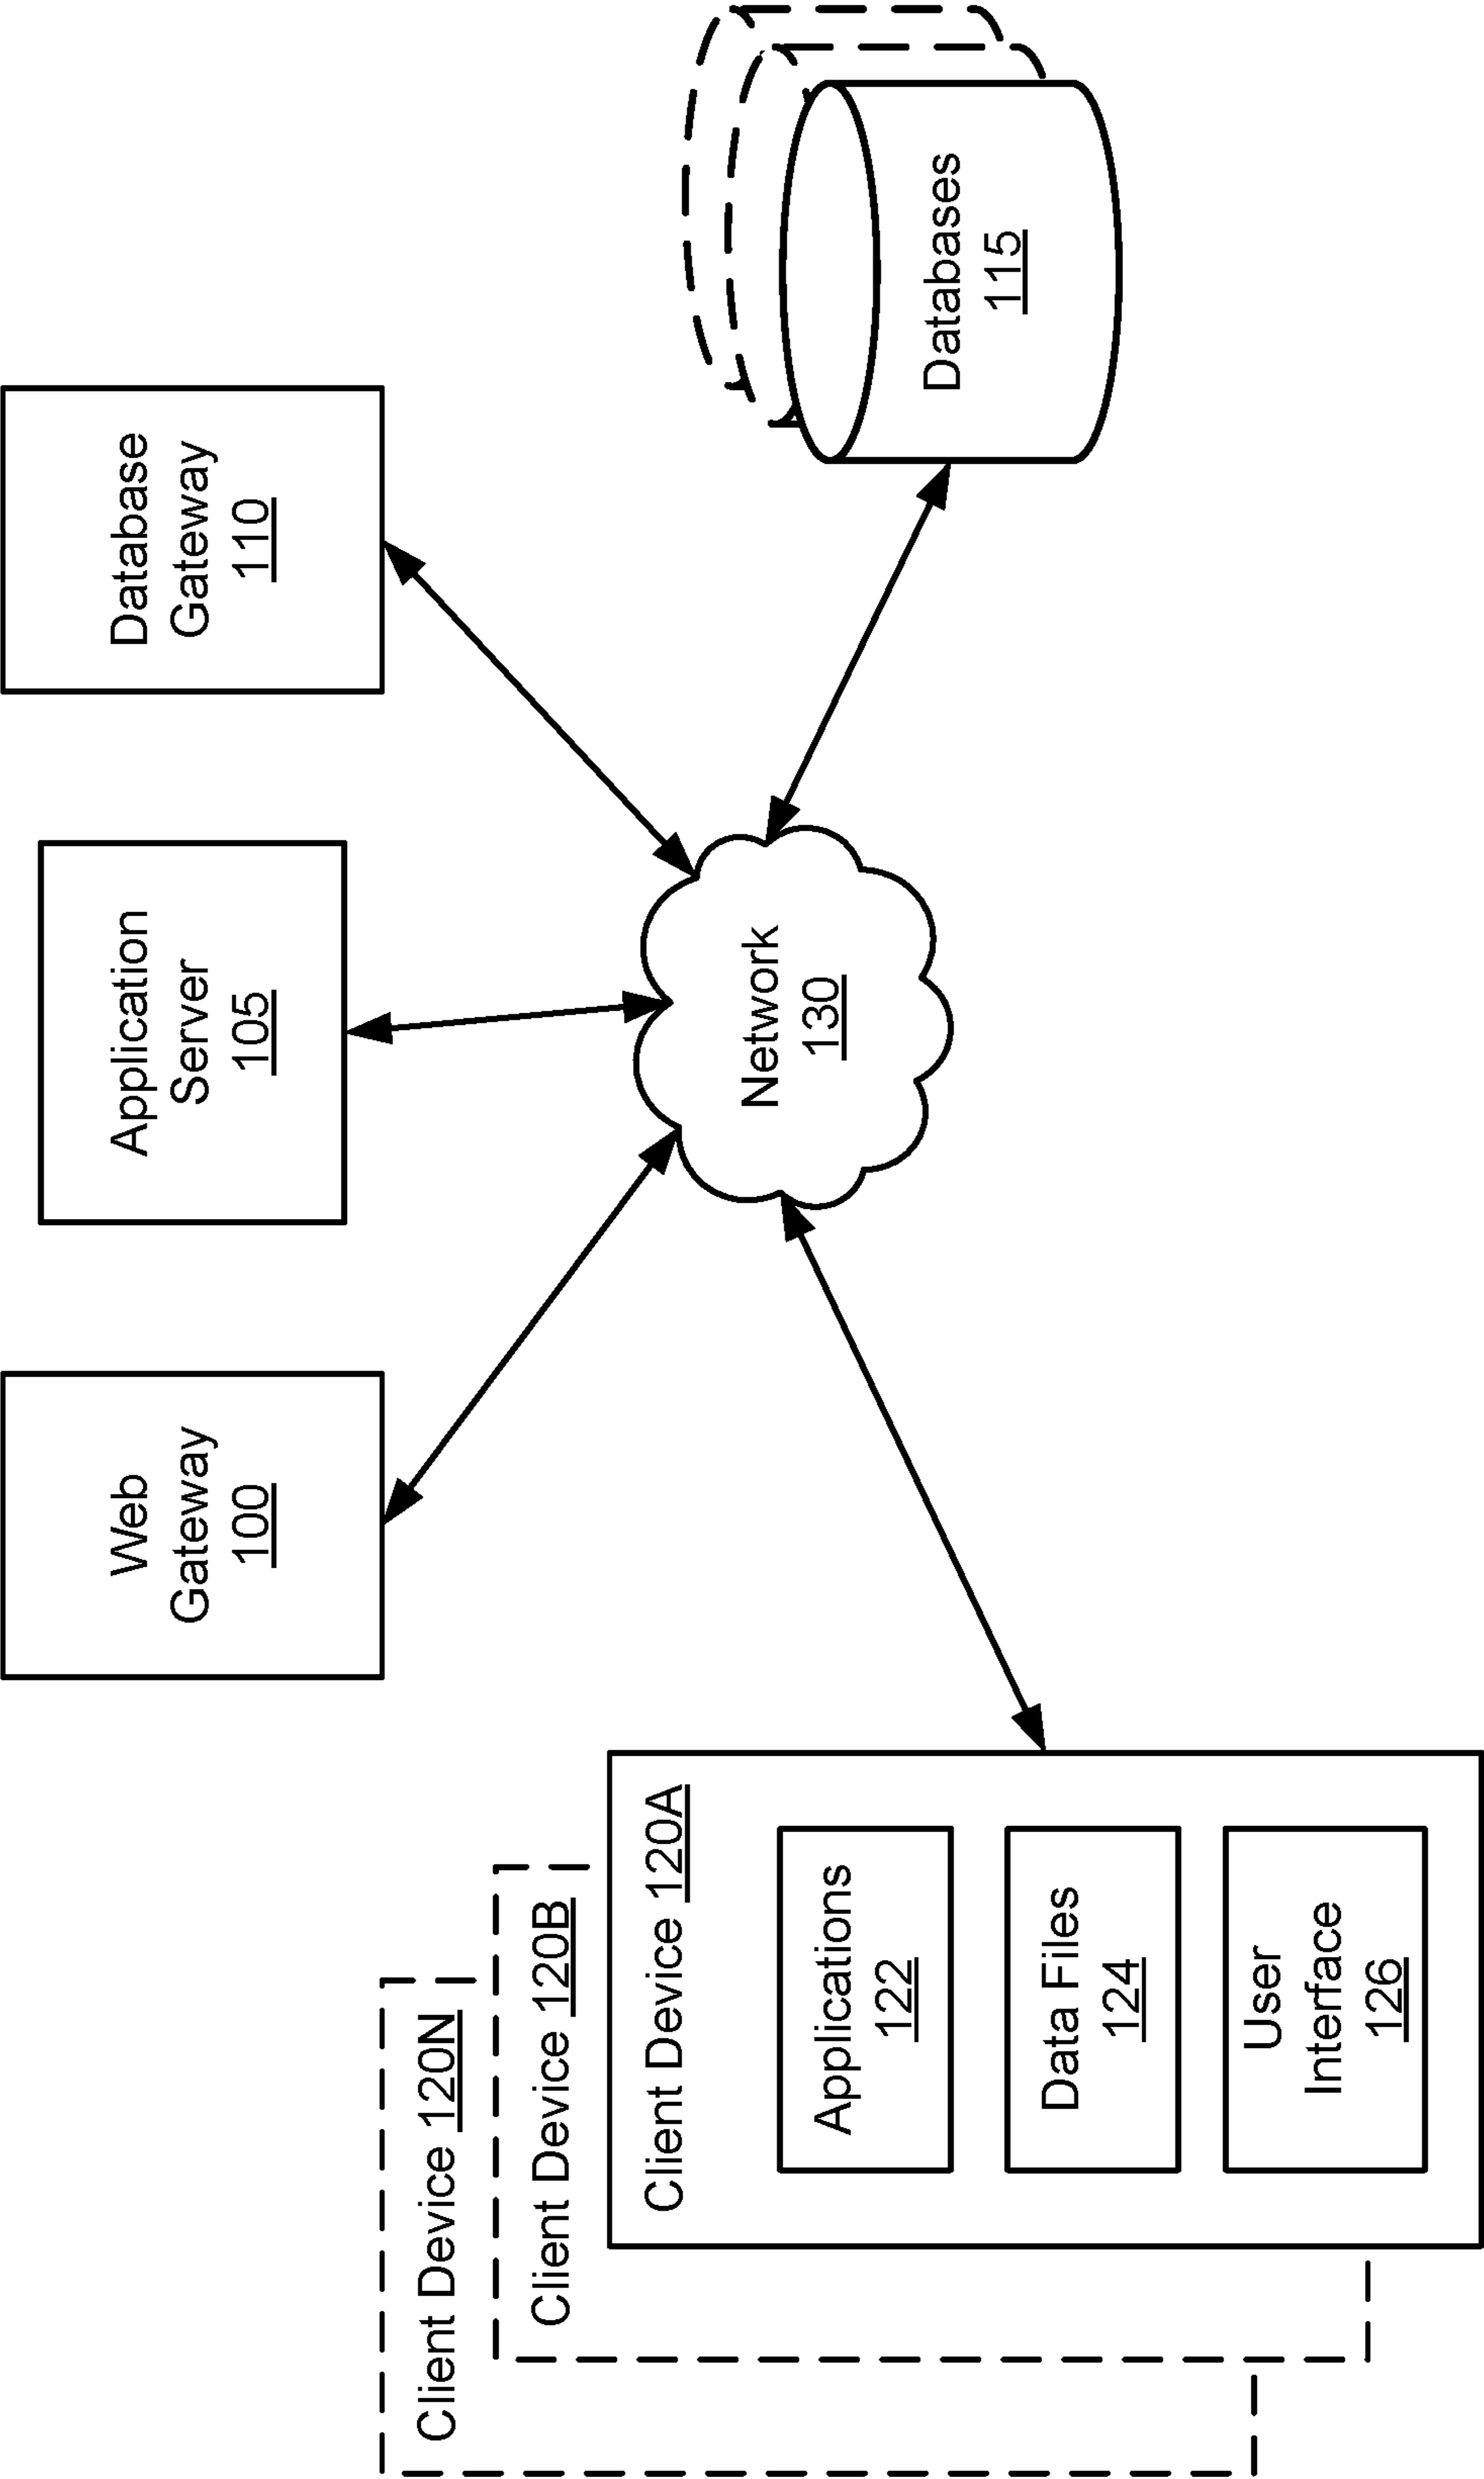 Web
Gateway
100
Application
Server
105
Database
Gateway
110
Client Device 120N
Client Device 120B
Client Device 120A
Applications
122
Data Files
124
User
Interface
126
Network
130
Databases
115